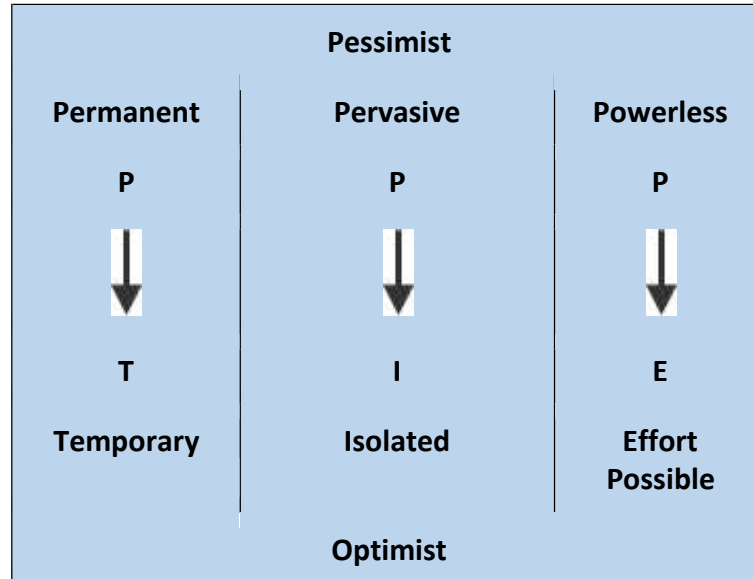 Pessimist
Permanent Pervasive Powerless
P P P
T I E
Temporary Isolated Effort
Possible
Optimist